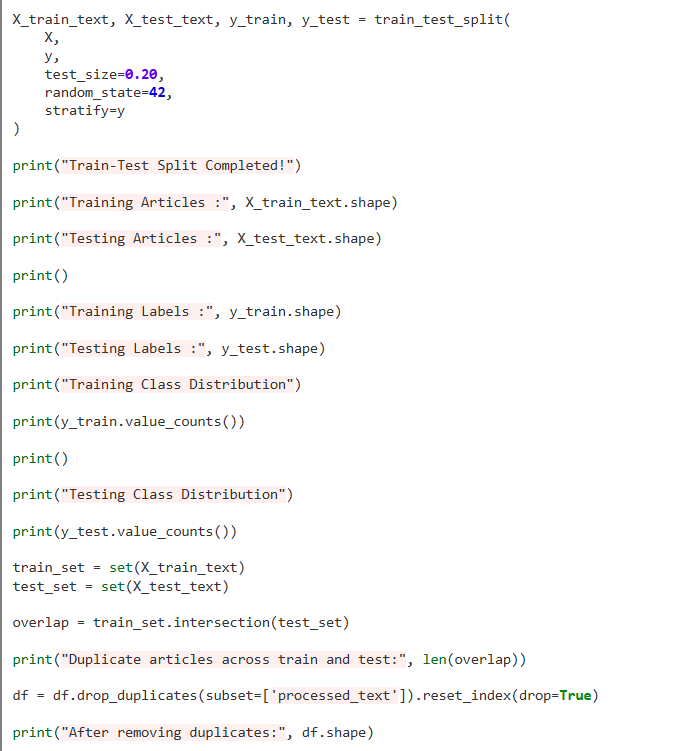 X_train_text, X_test_text, y_train, y_test = train_test_split(
    X,
    y,
    test_size=0.20,
    random_state=42,
    stratify=y
)
print("Train-Test Split Completed!")
print("Training Articles :", X_train_text.shape)
print("Testing Articles :", X_test_text.shape)
print()
print("Training Labels :", y_train.shape)
print("Testing Labels :", y_test.shape)
print("Training Class Distribution")
print(y_train.value_counts())
print()
print("Testing Class Distribution")
print(y_test.value_counts())
train_set = set(X_train_text)
test_set = set(X_test_text)
overlap = train_set.intersection(test_set)
print("Duplicate articles across train and test:", len(overlap))
df = df.drop_duplicates(subset=['processed_text']).reset_index(drop=True)
print("After removing duplicates:", df.shape)